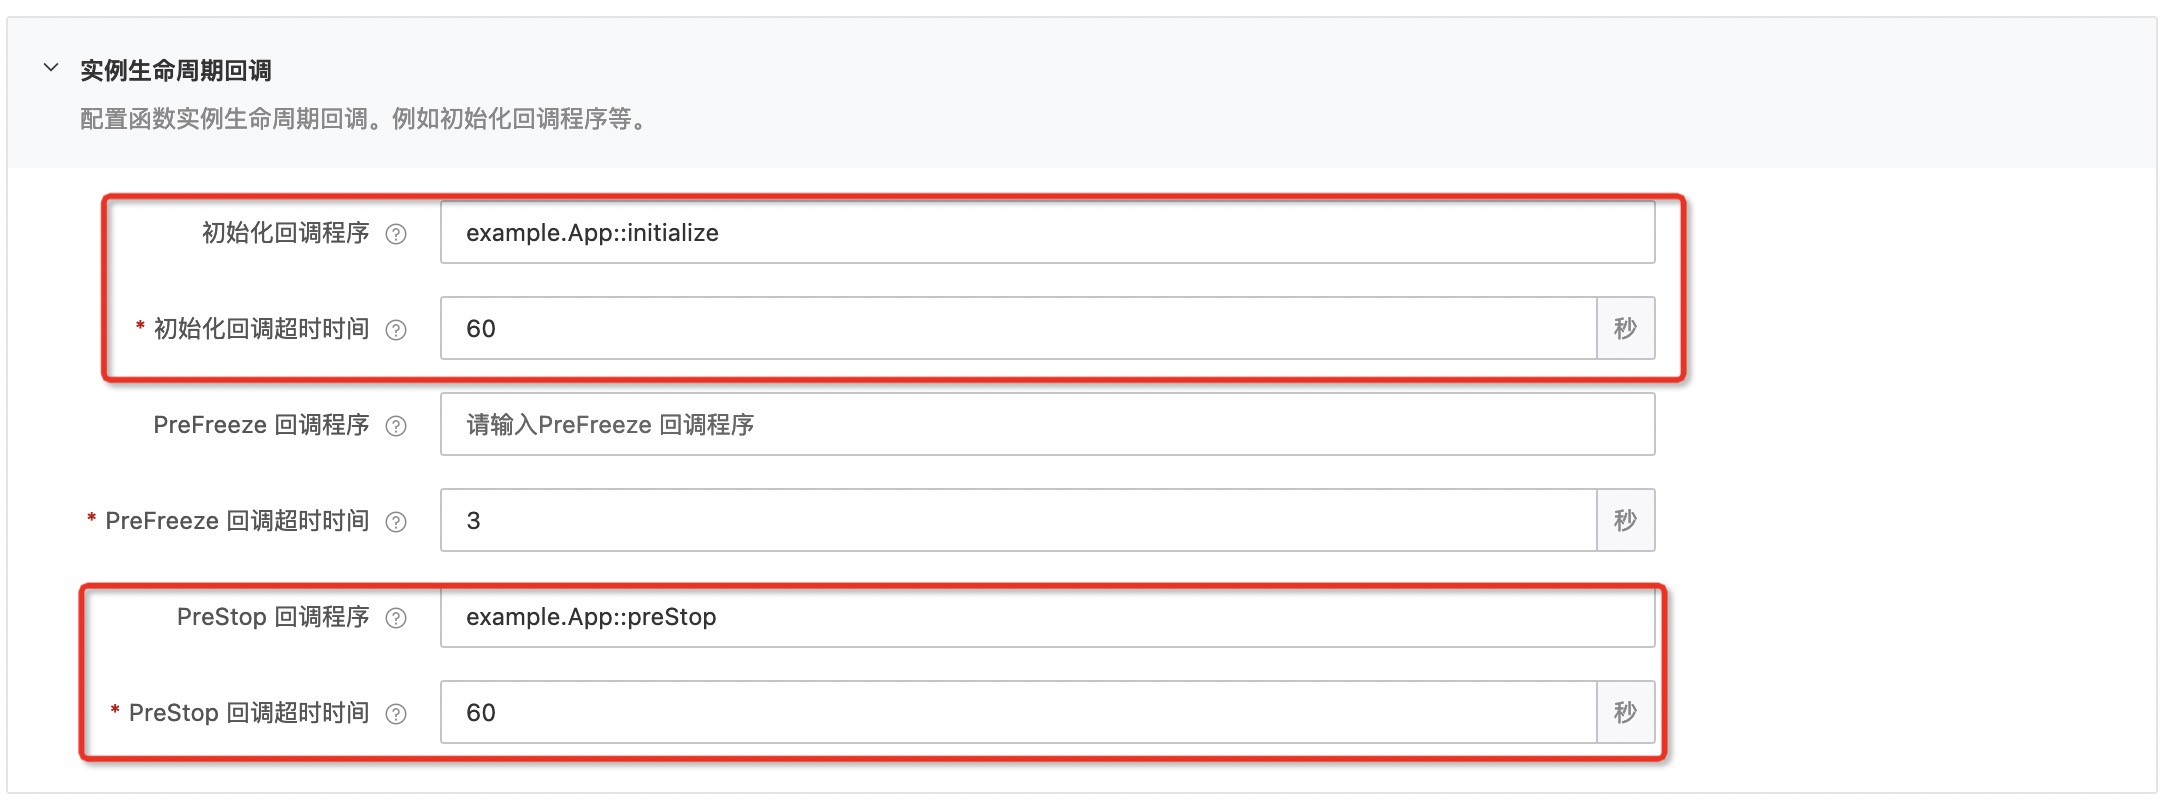 实例生命周期回调
配置函数实例生命周期回调。例如初始化回调程序等。
初始化回调程序 ? example.App::initialize
* 初始化回调超时时间 ? 60 秒
PreFreeze 回调程序 ? 请输入PreFreeze 回调程序
* PreFreeze 回调超时时间 ? 3 秒
PreStop 回调程序 ? example.App::preStop
* PreStop 回调超时时间 ? 60 秒